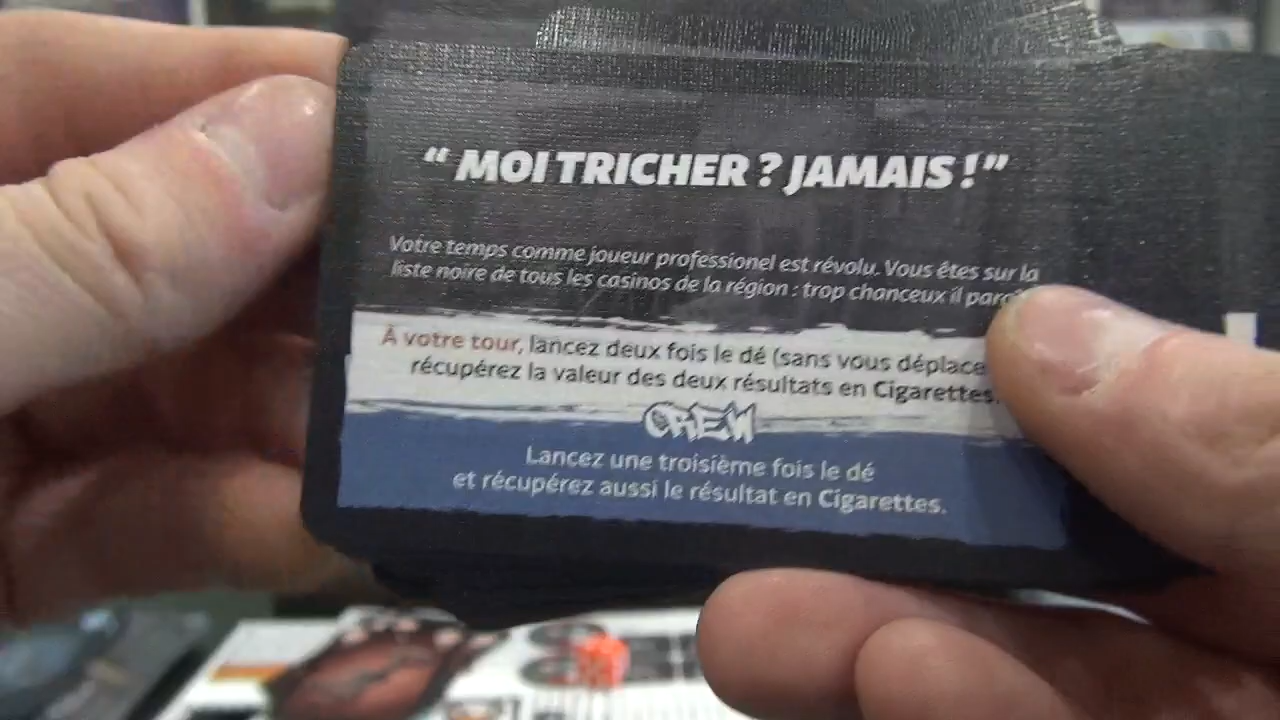 “ MOI TRICHER ? JAMAIS ! ”
Votre temps comme joueur professionel est révolu. Vous êtes sur la
liste noire de tous les casinos de la région : trop chanceux il
À votre tour, lancez deux fois le dé (sans vous
récupérez la valeur des deux résultats en Cigarettes.
CREW
Lancez une troisième fois le dé
et récupérez aussi le résultat en Cigarettes.